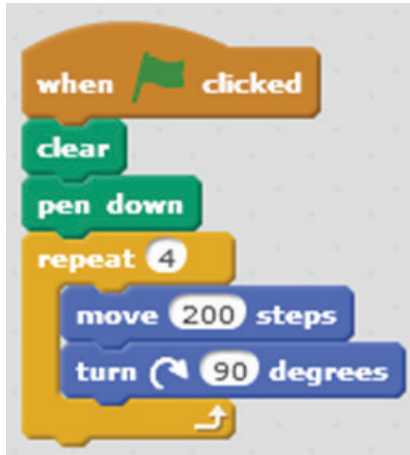 when clicked
clear
pen down
repeat 4
move 200 steps
turn 90 degrees